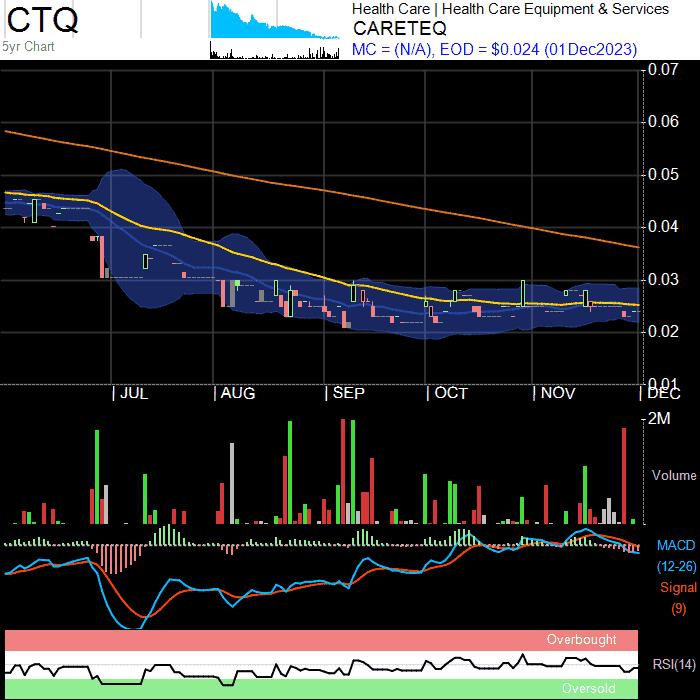 CTQ
5yr Chart
Health Care | Health Care Equipment & Services
CARETEQ
MC = (N/A), EOD = $0.024 (01Dec2023)
0.07
0.06
0.05
0.04
0.03
0.02
0.01
JUL AUG SEP OCT NOV DEC
2M
Volume
MACD
(12-26)
Signal
(9)
Overbought
RSI(14)
Oversold